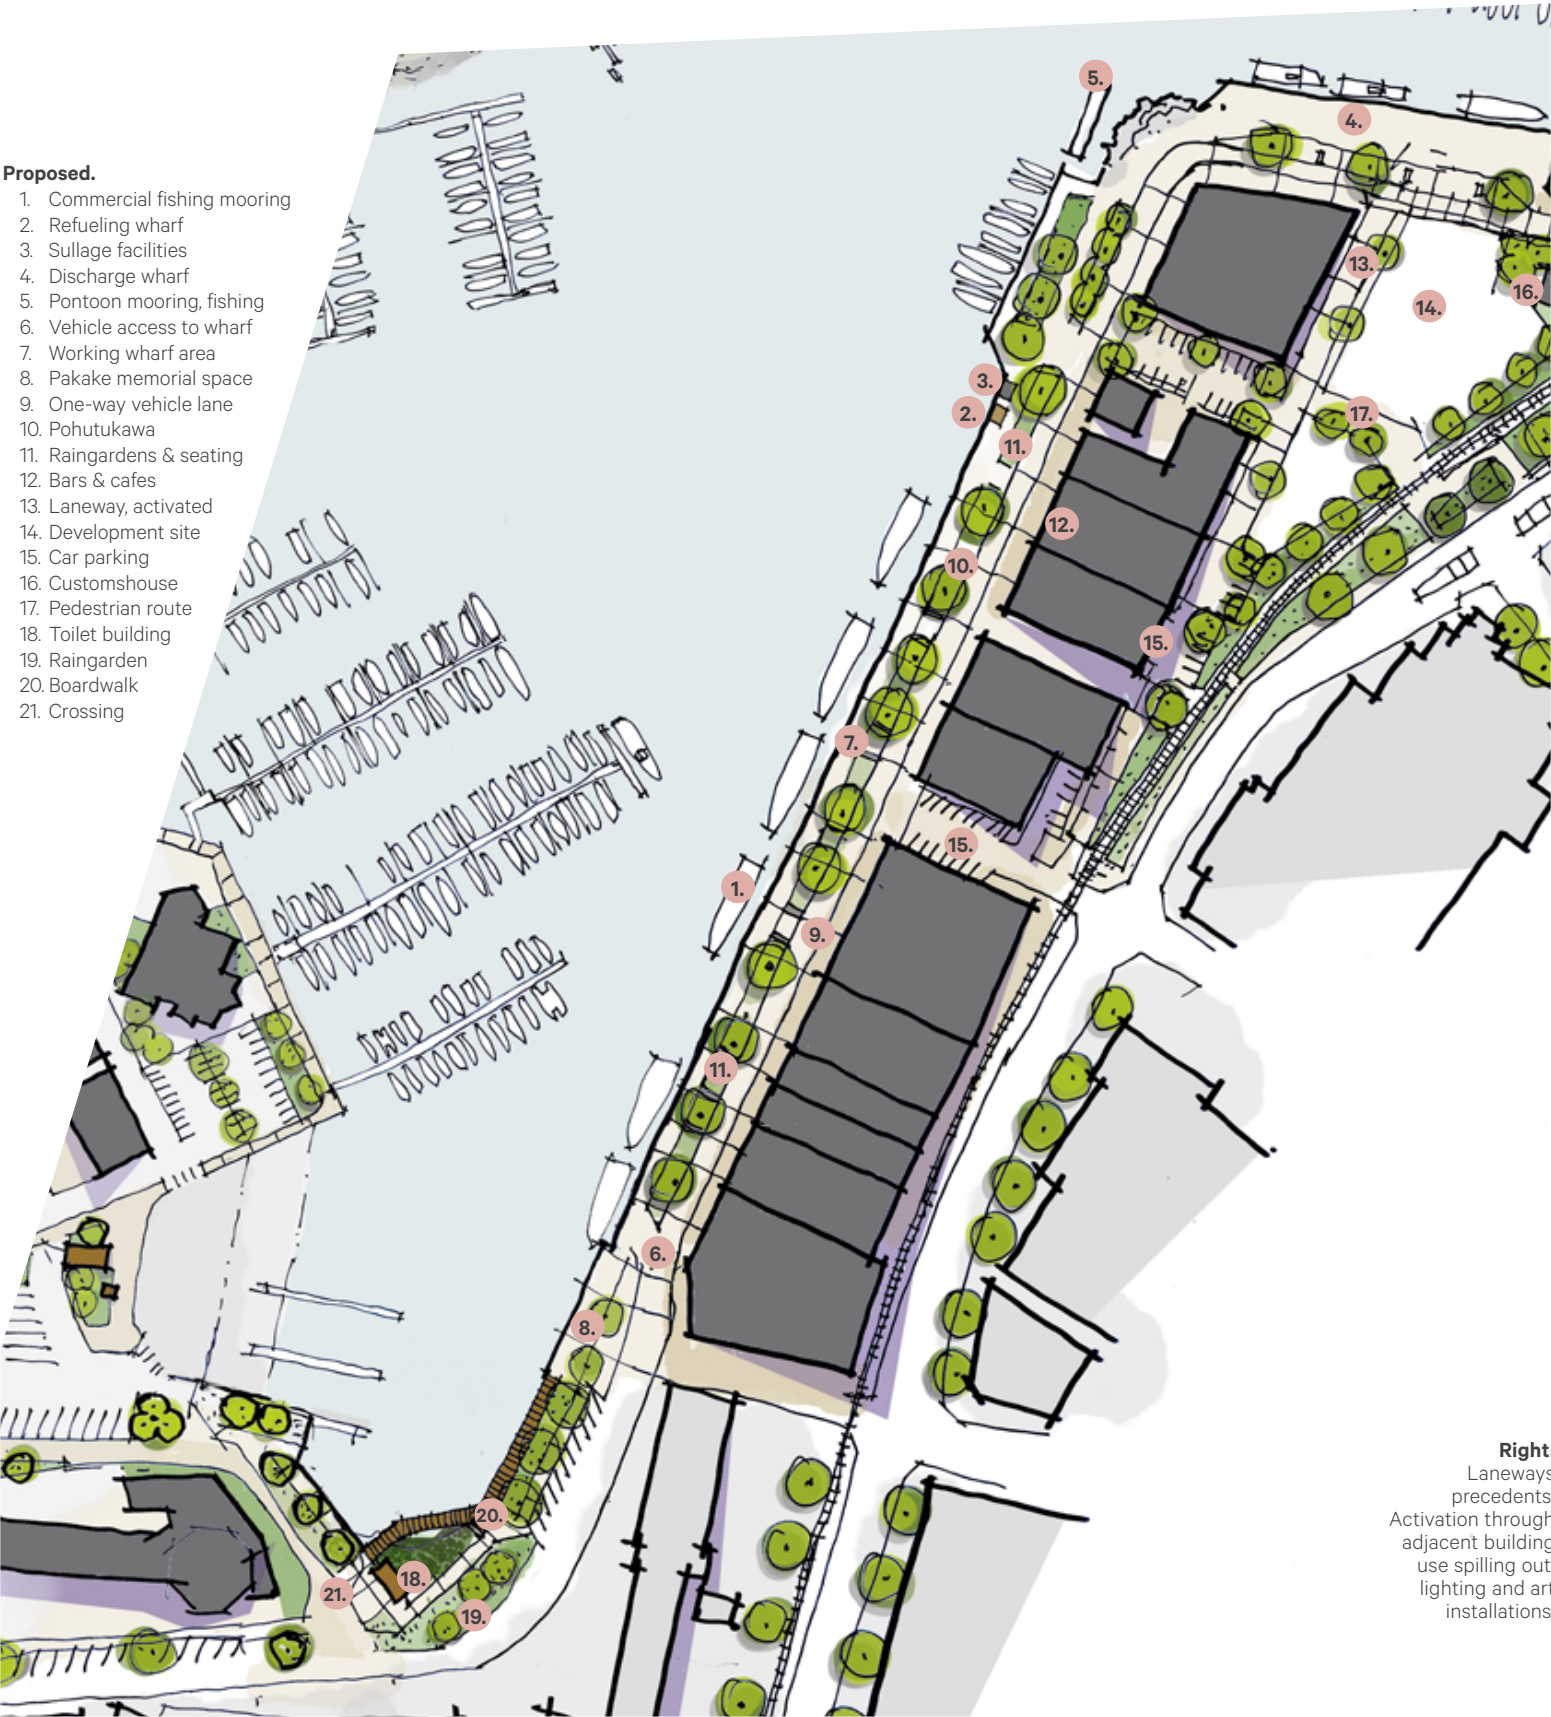 Proposed.
1. Commercial fishing mooring
2. Refueling wharf
3. Sullage facilities
4. Discharge wharf
5. Pontoon mooring, fishing
6. Vehicle access to wharf
7. Working wharf area
8. Pakake memorial space
9. One-way vehicle lane
10. Pohutukawa
11. Raingardens & seating
12. Bars & cafes
13. Laneway, activated
14. Development site
15. Car parking
16. Customshouse
17. Pedestrian route
18. Toilet building
19. Raingarden
20. Boardwalk
21. Crossing
5.
4.
13.
16.
14.
3.
2.
17.
11.
12.
10.
15.
7.
15.
1.
9.
11.
6.
8.
20.
18.
21.
19.
Right.
Laneways
precedents
Activation through
adjacent building
use spilling out
lighting and art
installations